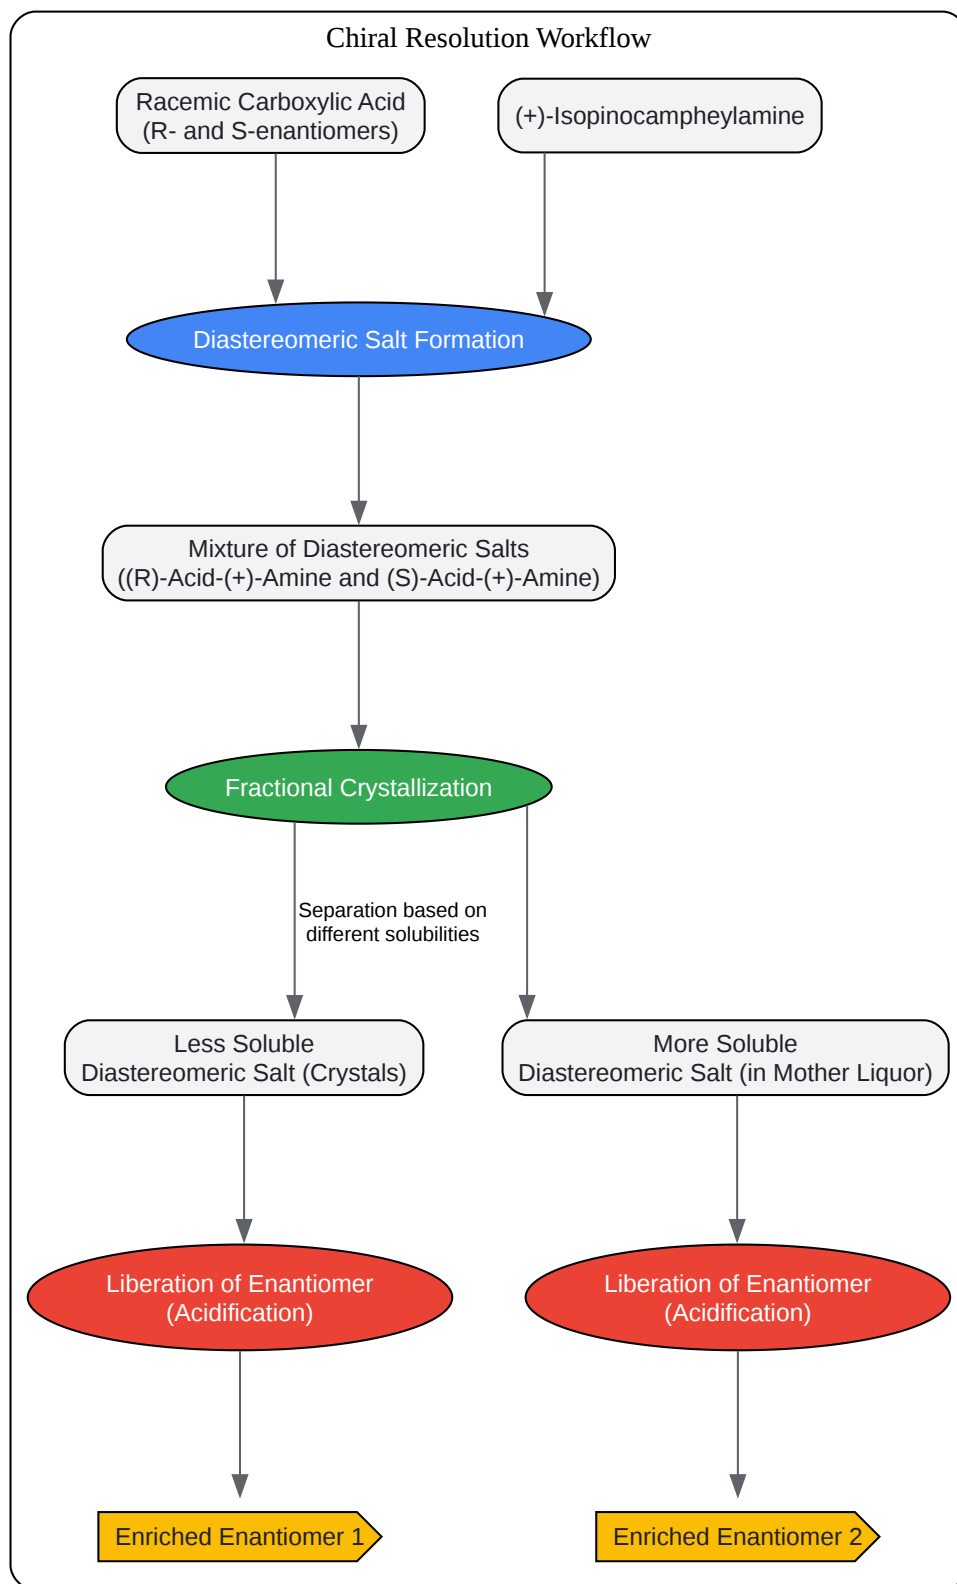 Chiral Resolution Workflow
Racemic Carboxylic Acid
(R- and S-enantiomers)
(+)-Isopinocampheylamine
Diastereomeric Salt Formation
Mixture of Diastereomeric Salts
((R)-Acid-(+)-Amine and (S)-Acid-(+)-Amine)
Fractional Crystallization
Separation based on
different solubilities
Less Soluble
Diastereomeric Salt (Crystals)
More Soluble
Diastereomeric Salt (in Mother Liquor)
Liberation of Enantiomer
(Acidification)
Liberation of Enantiomer
(Acidification)
Enriched Enantiomer 1
Enriched Enantiomer 2